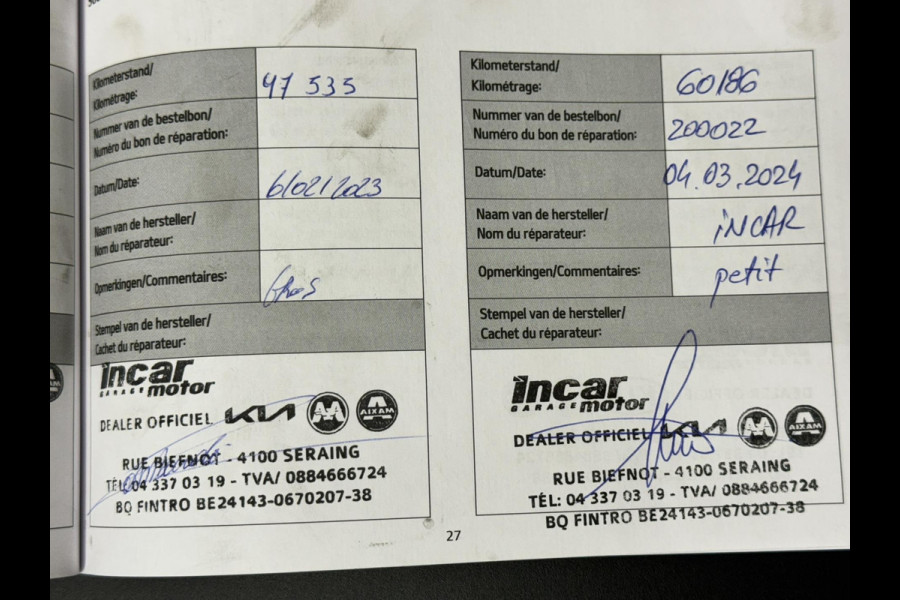 Kilometerstand/
Kilométrage:
47 535
Nummer van de bestelbon/
Numéro du bon de réparation:
Datum/Date:
6/02/2023
Naam van de hersteller/
Nom du réparateur:
Opmerkingen/Commentaires:
Gros
Stempel van de hersteller/
Cachet du réparateur:
incar
GARAGE motor
DEALER OFFICIEL KIA AIXAM
RUE BIEFNOT - 4100 SERAING
TÉL: 04 337 03 19 - TVA/ 0884666724
BQ FINTRO BE24143-0670207-38
Kilometerstand/
Kilométrage:
60186
Nummer van de bestelbon/
Numéro du bon de réparation:
200022
Datum/Date:
04.03.2024
Naam van de hersteller/
Nom du réparateur:
iNCAR
Opmerkingen/Commentaires:
petit
Stempel van de hersteller/
Cachet du réparateur:
incar
GARAGE motor
DEALER OFFICIEL KIA AIXAM
RUE BIEFNOT - 4100 SERAING
TÉL: 04 337 03 19 - TVA/ 0884666724
BQ FINTRO BE24143-0670207-38
27